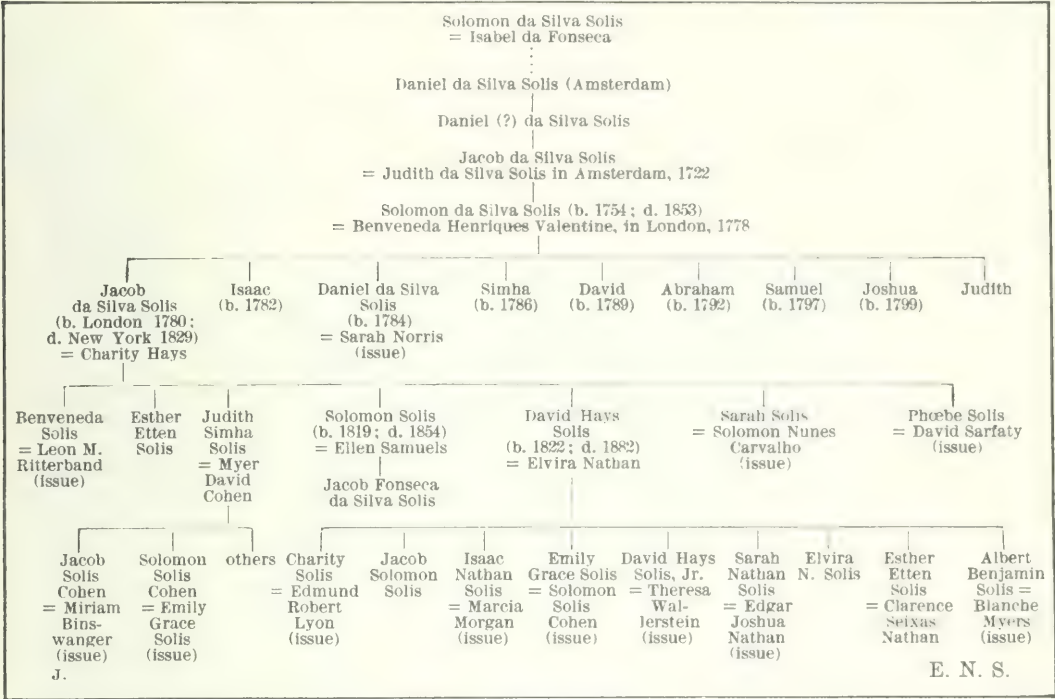 Solomon da Silva Solis
= Isabel da Fonseca
Daniel da Silva Solis (Amsterdam)
Daniel (?) da Silva Solis
Jacob da Silva Solis
= Judith da Silva Solis in Amsterdam, 1722
Solomon da Silva Solis (b. 1754; d. 1853)
= Benveneda Henriques Valentine, in London, 1778
Jacob
da Silva Solis
(b. London 1780;
d. New York 1829)
= Charity Hays
Isaac
(b. 1782)
Daniel da Silva
Solis
(b. 1784)
= Sarah Norris
(issue)
Simha
(b. 1786)
David
(b. 1789)
Abraham
(b. 1792)
Samuel
(b. 1797)
Joshua
(b. 1799)
Judith
Benveneda
Solis
= Leon M.
Ritterband
(issue)
Esther
Etten
Solis
Judith
Simha
Solis
= Myer
David
Cohen
Solomon Solis
(b. 1819; d. 1854)
= Ellen Samuels
Jacob Fonseca
da Silva Solis
David Hays
Solis
(b. 1822; d. 1882)
= Elvira Nathan
Sarah Solis
= Solomon Nunes
Carvalho
(issue)
Phœbe Solis
= David Sarfaty
(issue)
Jacob
Solis
Cohen
= Miriam
Bins-
wanger
(issue)
Solomon
Solis
Cohen
= Emily
Grace
Solis
(issue)
others
Charity
Solis
= Edmund
Robert
Lyon
(issue)
Jacob
Solomon
Solis
Isaac
Nathan
Solis
= Marcia
Morgan
(issue)
Emily
Grace Solis
= Solomon
Solis
Cohen
(issue)
David Hays
Solis, Jr.
= Theresa
Wal-
lerstein
(issue)
Sarah
Nathan
Solis
= Edgar
Joshua
Nathan
(issue)
Elvira
N. Solis
Esther
Etten
Solis
= Clarence
Seixas
Nathan
Albert
Benjamin
Solis =
Blanche
Myers
(issue)
J.
E. N. S.